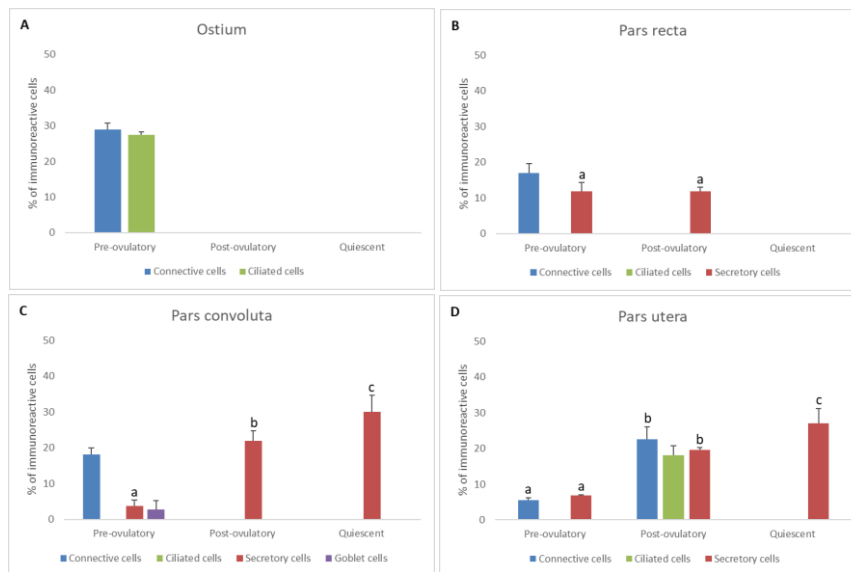 A
Ostium
50
40
30
20
10
0
% of immunoreactive cells
Pre-ovulatory Post-ovulatory Quiescent
Connective cells Ciliated cells
B
Pars recta
50
40
30
20
10
0
% of immunoreactive cells
a a
Pre-ovulatory Post-ovulatory Quiescent
Connective cells Ciliated cells Secretory cells
C
Pars convoluta
50
40
30
20
10
0
% of immunoreactive cells
a b c
Pre-ovulatory Post-ovulatory Quiescent
Connective cells Ciliated cells Secretory cells Goblet cells
D
Pars utera
50
40
30
20
10
0
% of immunoreactive cells
a a b b c
Pre-ovulatory Post-ovulatory Quiescent
Connective cells Ciliated cells Secretory cells